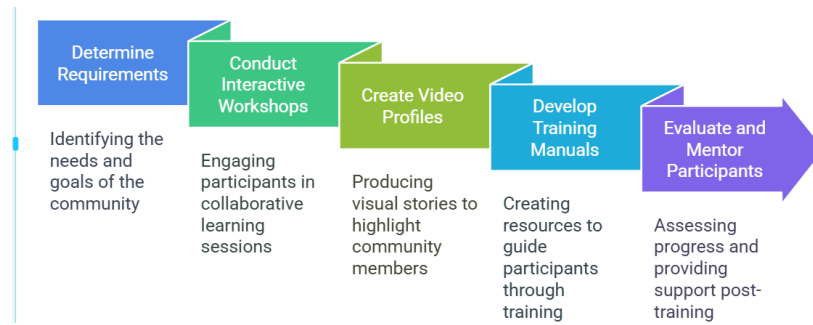 Determine
Requirements
Identifying the
needs and
goals of the
community
Conduct
Interactive
Workshops
Engaging
participants in
collaborative
learning
sessions
Create Video
Profiles
Producing
visual stories to
highlight
community
members
Develop
Training
Manuals
Creating
resources to
guide
participants
through
training
Evaluate and
Mentor
Participants
Assessing
progress and
providing
support post-
training